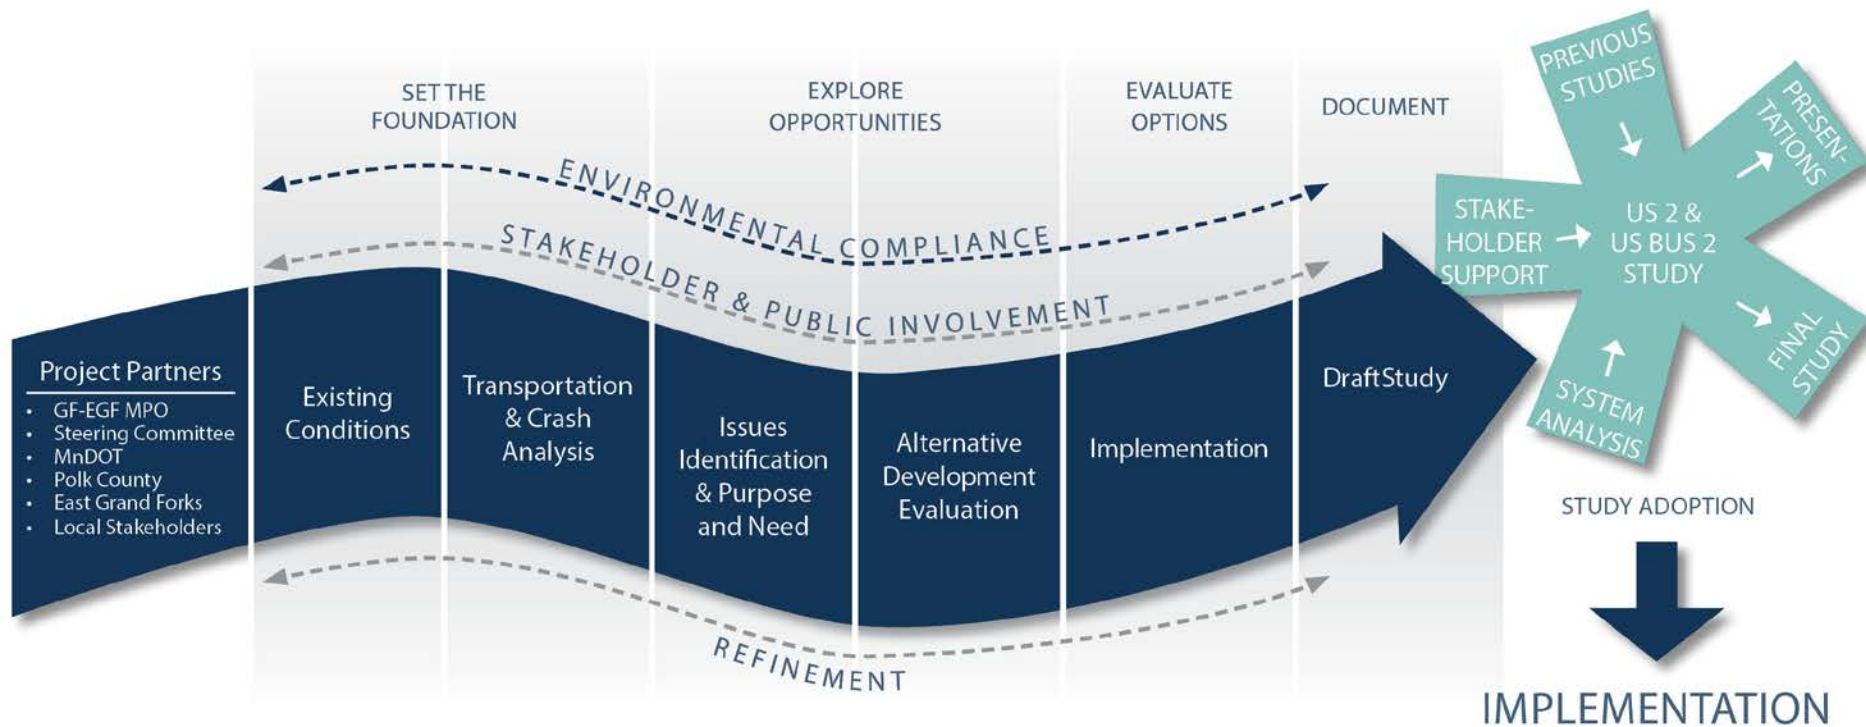 SET THE
FOUNDATION
EXPLORE
OPPORTUNITIES
EVALUATE
OPTIONS
DOCUMENT
ENVIRONMENTAL COMPLIANCE
STAKEHOLDER & PUBLIC INVOLVEMENT
Project Partners
• GF-EGF MPO
• Steering Committee
• MnDOT
• Polk County
• East Grand Forks
• Local Stakeholders
Existing
Conditions
Transportation
& Crash
Analysis
Issues
Identification
& Purpose
and Need
Alternative
Development
Evaluation
Implementation
DraftStudy
REFINEMENT
PREVIOUS
STUDIES
PRESEN-
TATIONS
STAKE-
HOLDER
SUPPORT
US 2 &
US BUS 2
STUDY
FINAL
STUDY
SYSTEM
ANALYSIS
STUDY ADOPTION
IMPLEMENTATION